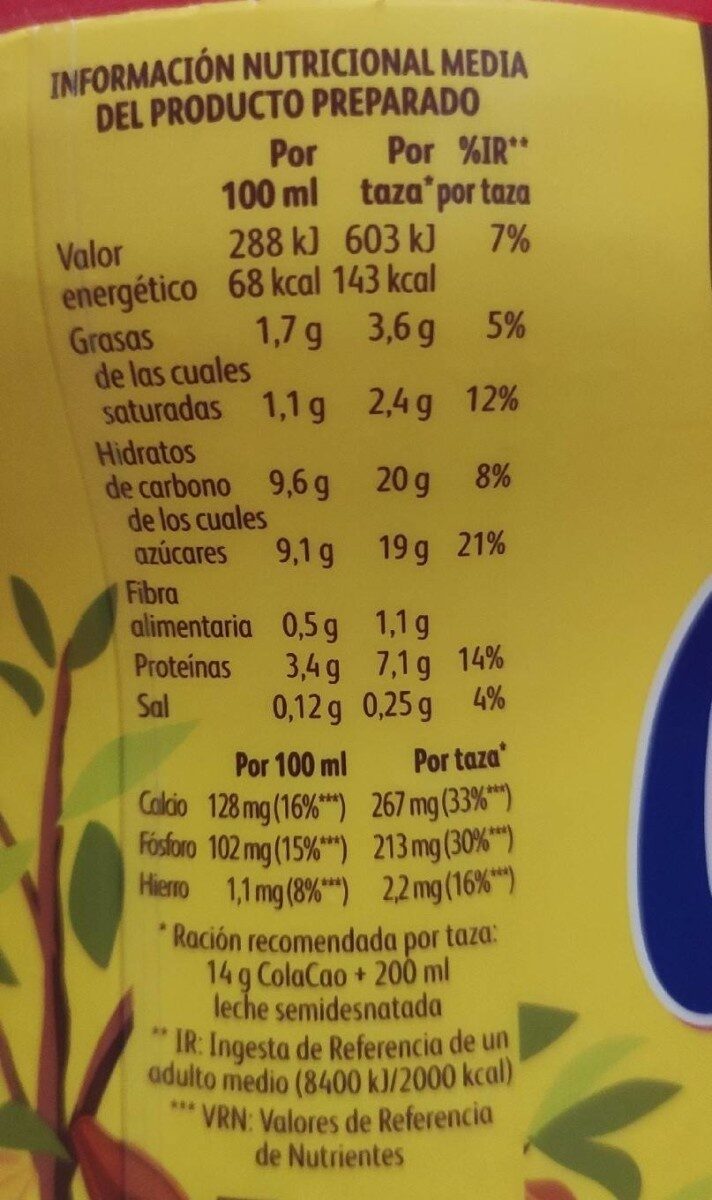 INFORMACIÓN NUTRICIONAL MEDIA
DEL PRODUCTO PREPARADO
Por Por %IR**
100 ml taza* por taza
Valor 288 kJ 603 kJ 7%
energético 68 kcal 143 kcal
Grasas 1,7 g 3,6 g 5%
de las cuales
saturadas 1,1 g 2,4 g 12%
Hidratos
de carbono 9,6 g 20 g 8%
de los cuales
azúcares 9,1 g 19 g 21%
Fibra
alimentaria 0,5 g 1,1 g
Proteínas 3,4 g 7,1 g 14%
Sal 0,12 g 0,25 g 4%
Por 100 ml Por taza*
Calcio 128 mg (16%***) 267 mg (33%***)
Fósforo 102 mg (15%***) 213 mg (30%***)
Hierro 1,1 mg (8%***) 2,2 mg (16%***)
* Ración recomendada por taza:
14 g ColaCao + 200 ml
leche semidesnatada
** IR: Ingesta de Referencia de un
adulto medio (8400 kJ/2000 kcal)
*** VRN: Valores de Referencia
de Nutrientes